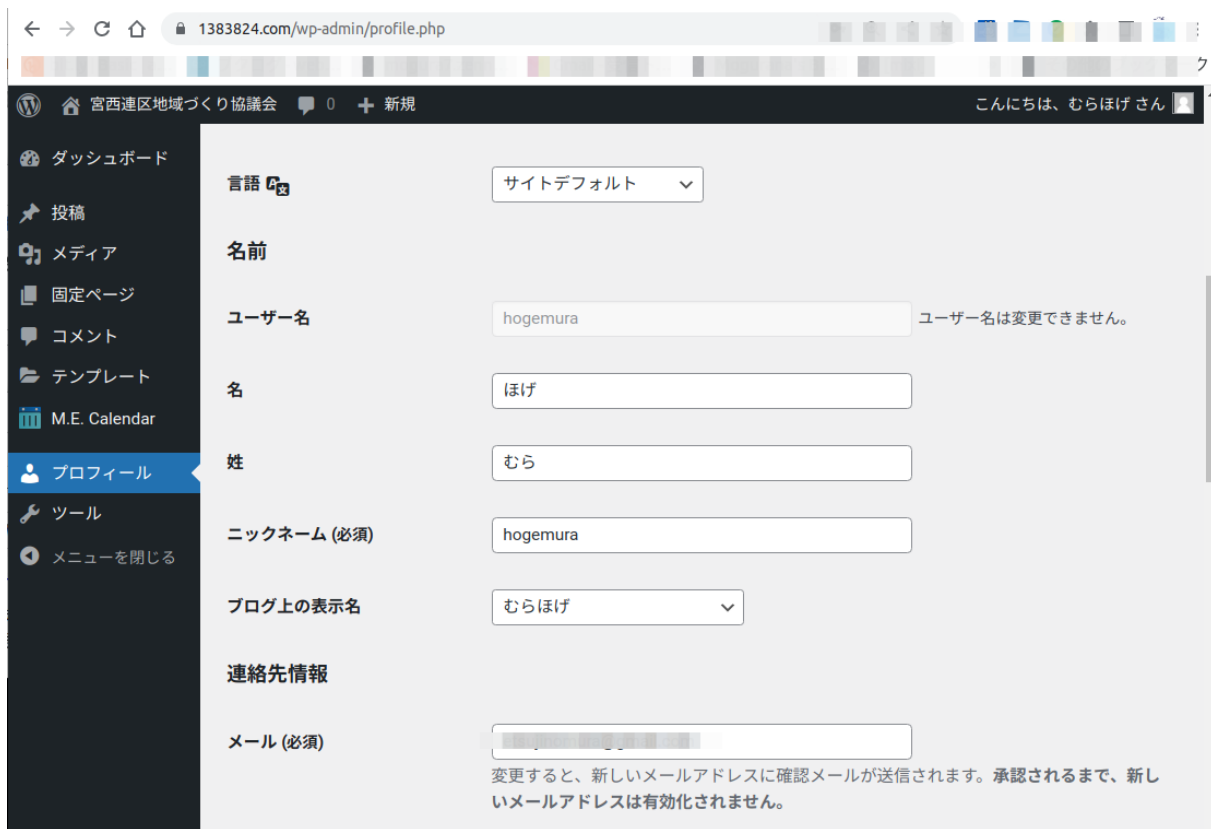 1383824.com/wp-admin/profile.php
ク
宮西連区地域づくり協議会 0 新規 こんにちは、むらほげ さん
ダッシュボード
投稿
メディア
固定ページ
コメント
テンプレート
M.E. Calendar
プロフィール
ツール
メニューを閉じる
言語 サイトデフォルト
名前
ユーザー名 hogemura ユーザー名は変更できません。
名 ほげ
姓 むら
ニックネーム (必須) hogemura
ブログ上の表示名 むらほげ
連絡先情報
メール (必須)
変更すると、新しいメールアドレスに確認メールが送信されます。承認されるまで、新し
いメールアドレスは有効化されません。